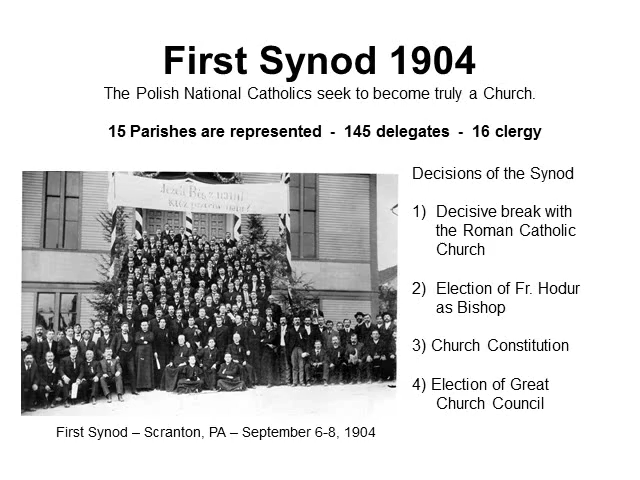 First Synod 1904
The Polish National Catholics seek to become truly a Church.
15 Parishes are represented - 145 delegates - 16 clergy
Decisions of the Synod
1) Decisive break with
the Roman Catholic
Church
2) Election of Fr. Hodur
as Bishop
3) Church Constitution
4) Election of Great
Church Council
First Synod – Scranton, PA – September 6-8, 1904